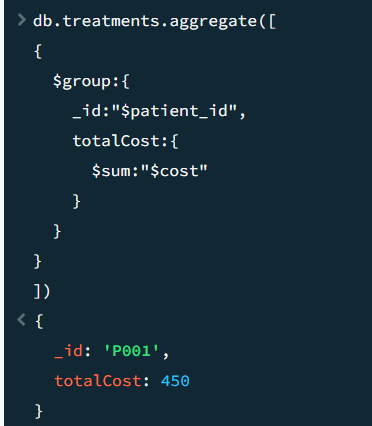 > db.treatments.aggregate([
{
$group:{
_id:"$patient_id",
totalCost:{
$sum:"$cost"
}
}
}
])
< {
_id: 'P001',
totalCost: 450
}